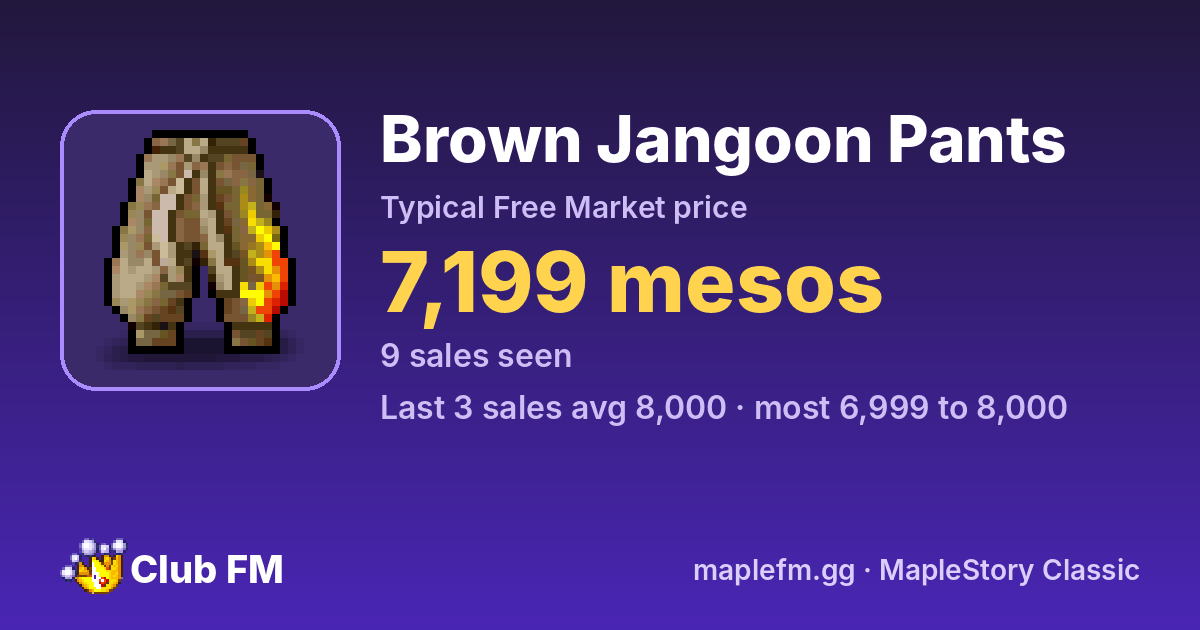 Brown Jangoon Pants
Typical Free Market price
7,199 mesos
9 sales seen
Last 3 sales avg 8,000 · most 6,999 to 8,000
Club FM
maplefm.gg · MapleStory Classic